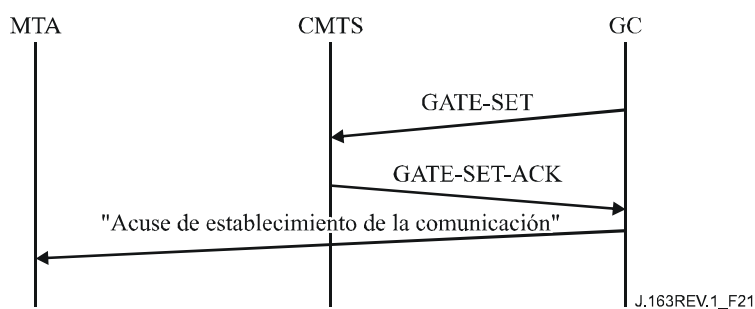 MTA CMTS GC
GATE-SET
GATE-SET-ACK
"Acuse de establecimiento de la comunicación"
J.163REV.1_F21